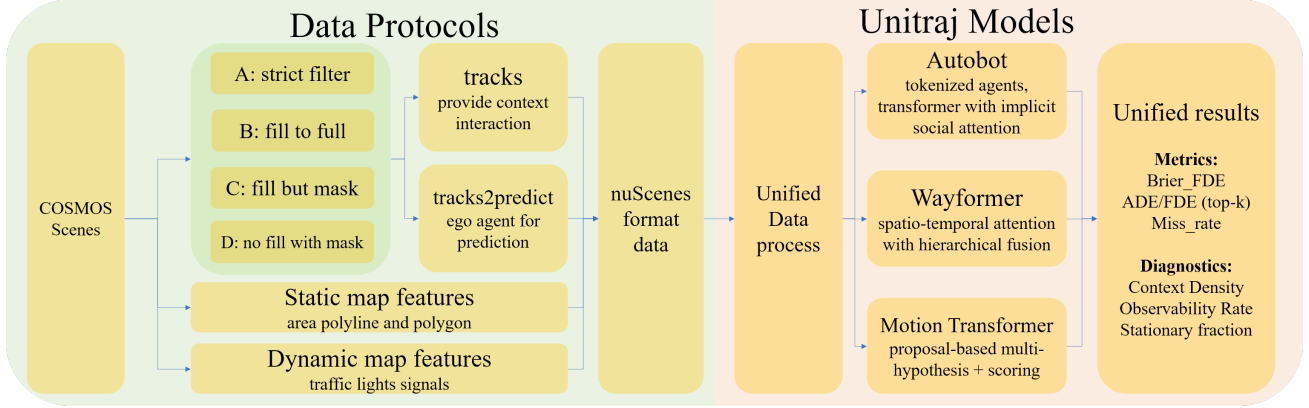 Data Protocols
Unitraj Models
COSMOS
Scenes
A: strict filter
B: fill to full
C: fill but mask
D: no fill with mask
tracks
provide context
interaction
tracks2predict
ego agent for
prediction
Static map features
area polyline and polygon
Dynamic map features
traffic lights signals
nuScenes
format
data
Unified
Data
process
Autobot
tokenized agents,
transformer with implicit
social attention
Wayformer
spatio-temporal attention
with hierarchical fusion
Motion Transformer
proposal-based multi-
hypothesis + scoring
Unified results
Metrics:
Brier_FDE
ADE/FDE (top-k)
Miss_rate
Diagnostics:
Context Density
Observability Rate
Stationary fraction